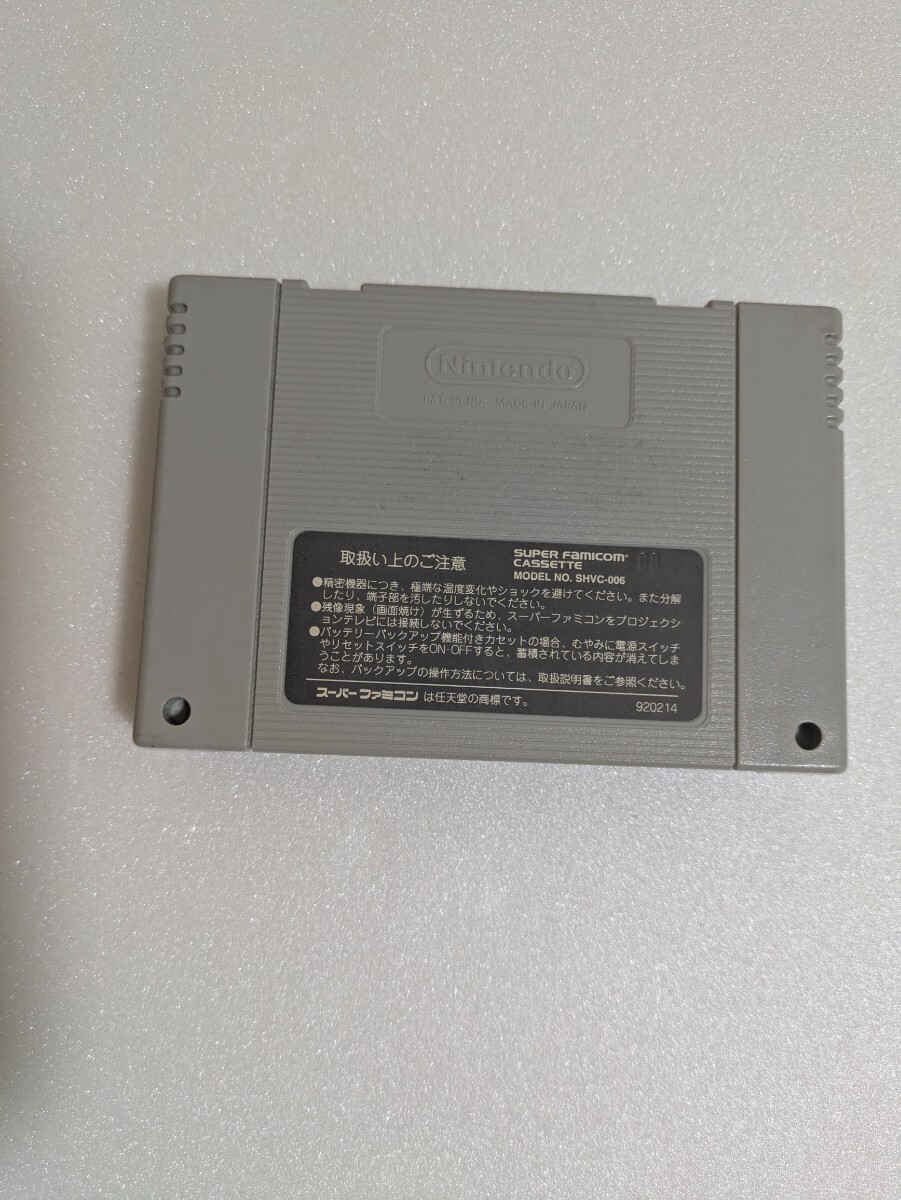 Nintendo
PAT. PEND. MADE IN JAPAN
取扱い上のご注意
SUPER FAMICOM
CASSETTE
MODEL NO. SHVC-006
●精密機器につき、極端な温度変化やショックを避けてください。また分解
したり、端子部を汚したりしないでください。
●残像現象(画面焼け)が生ずるため、スーパーファミコンをプロジェクシ
ョンテレビには接続しないでください。
●バッテリーバックアップ機能付きカセットの場合、むやみに電源スイッチ
やリセットスイッチをON・OFFすると、蓄積されている内容が消えてしま
うことがあります。
なお、バックアップの操作方法については、取扱説明書をご参照ください。
スーパーファミコン は任天堂の商標です。
920214